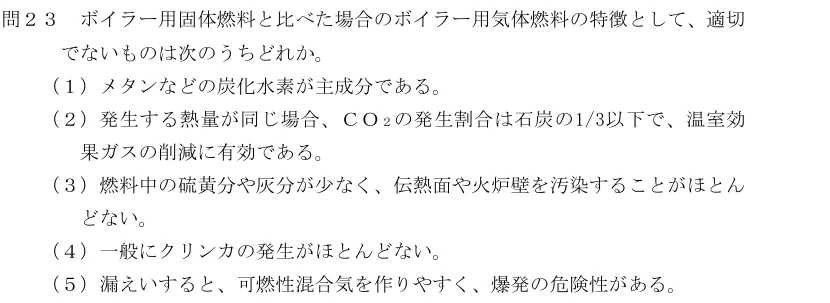 問２３　ボイラー用固体燃料と比べた場合のボイラー用気体燃料の特徴として、適切
でないものは次のうちどれか。
（１）メタンなどの炭化水素が主成分である。
（２）発生する熱量が同じ場合、ＣＯ₂の発生割合は石炭の1/3以下で、温室効
果ガスの削減に有効である。
（３）燃料中の硫黄分や灰分が少なく、伝熱面や火炉壁を汚染することがほとん
どない。
（４）一般にクリンカの発生がほとんどない。
（５）漏えいすると、可燃性混合気を作りやすく、爆発の危険性がある。